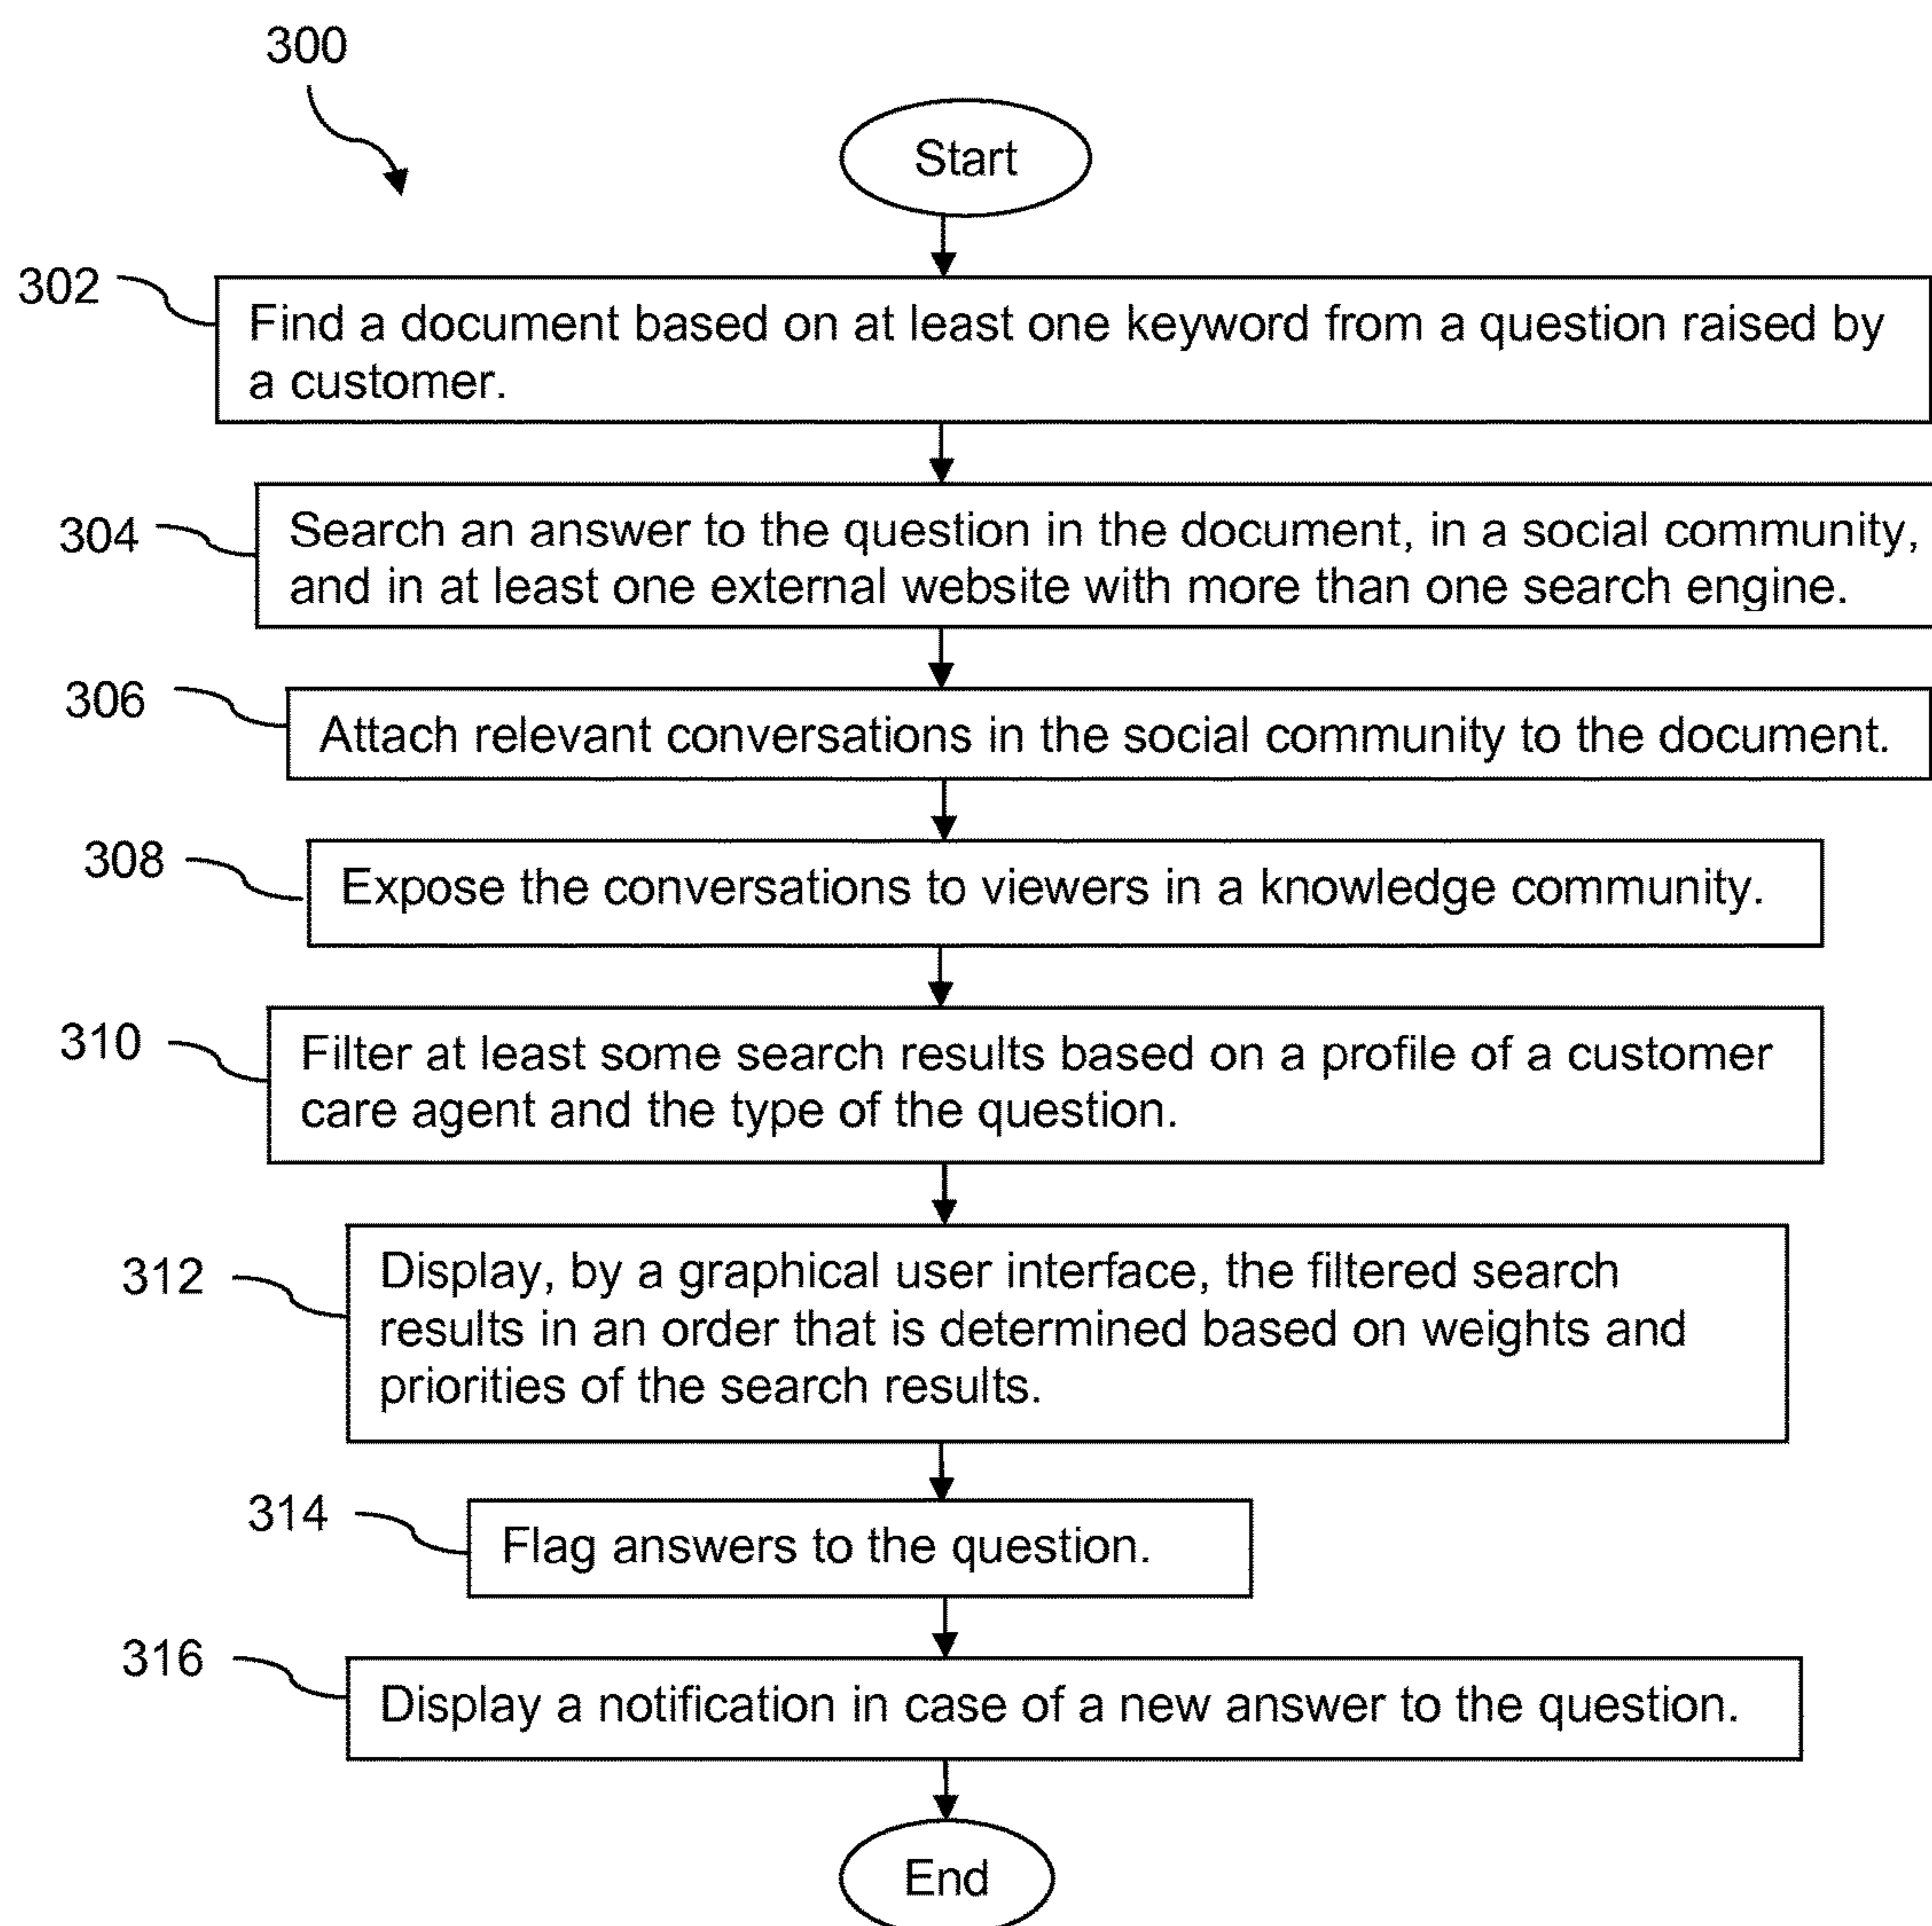 300
Start
302
Find a document based on at least one keyword from a question raised by
a customer.
304
Search an answer to the question in the document, in a social community,
and in at least one external website with more than one search engine.
306
Attach relevant conversations in the social community to the document.
308
Expose the conversations to viewers in a knowledge community.
310
Filter at least some search results based on a profile of a customer
care agent and the type of the question.
312
Display, by a graphical user interface, the filtered search
results in an order that is determined based on weights and
priorities of the search results.
314
Flag answers to the question.
316
Display a notification in case of a new answer to the question.
End